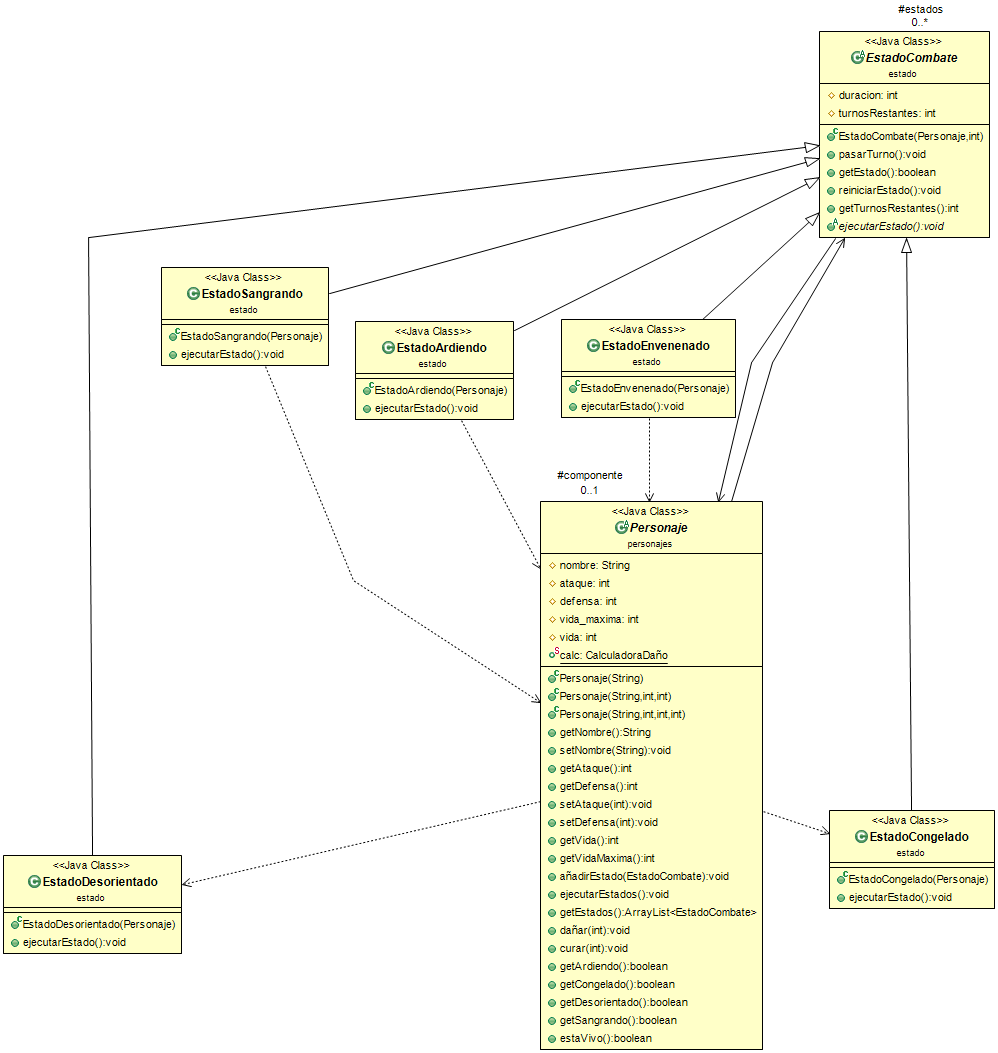 #estados
0..*
<<Java Class>>
EstadoCombate
estado
duracion: int
turnosRestantes: int
EstadoCombate(Personaje,int)
pasarTurno():void
getEstado():boolean
reiniciarEstado():void
getTurnosRestantes():int
ejecutarEstado():void
<<Java Class>>
EstadoSangrando
estado
EstadoSangrando(Personaje)
ejecutarEstado():void
<<Java Class>>
EstadoArdiendo
estado
EstadoArdiendo(Personaje)
ejecutarEstado():void
<<Java Class>>
EstadoEnvenenado
estado
EstadoEnvenenado(Personaje)
ejecutarEstado():void
#componente
0..1
<<Java Class>>
Personaje
personajes
nombre: String
ataque: int
defensa: int
vida_maxima: int
vida: int
calc: CalculadoraDaño
Personaje(String)
Personaje(String,int,int)
Personaje(String,int,int,int)
getNombre():String
setNombre(String):void
getAtaque():int
getDefensa():int
setAtaque(int):void
setDefensa(int):void
getVida():int
getVidaMaxima():int
añadirEstado(EstadoCombate):void
ejecutarEstados():void
getEstados():ArrayList<EstadoCombate>
dañar(int):void
curar(int):void
getArdiendo():boolean
getCongelado():boolean
getDesorientado():boolean
getSangrando():boolean
estaVivo():boolean
<<Java Class>>
EstadoCongelado
estado
EstadoCongelado(Personaje)
ejecutarEstado():void
<<Java Class>>
EstadoDesorientado
estado
EstadoDesorientado(Personaje)
ejecutarEstado():void